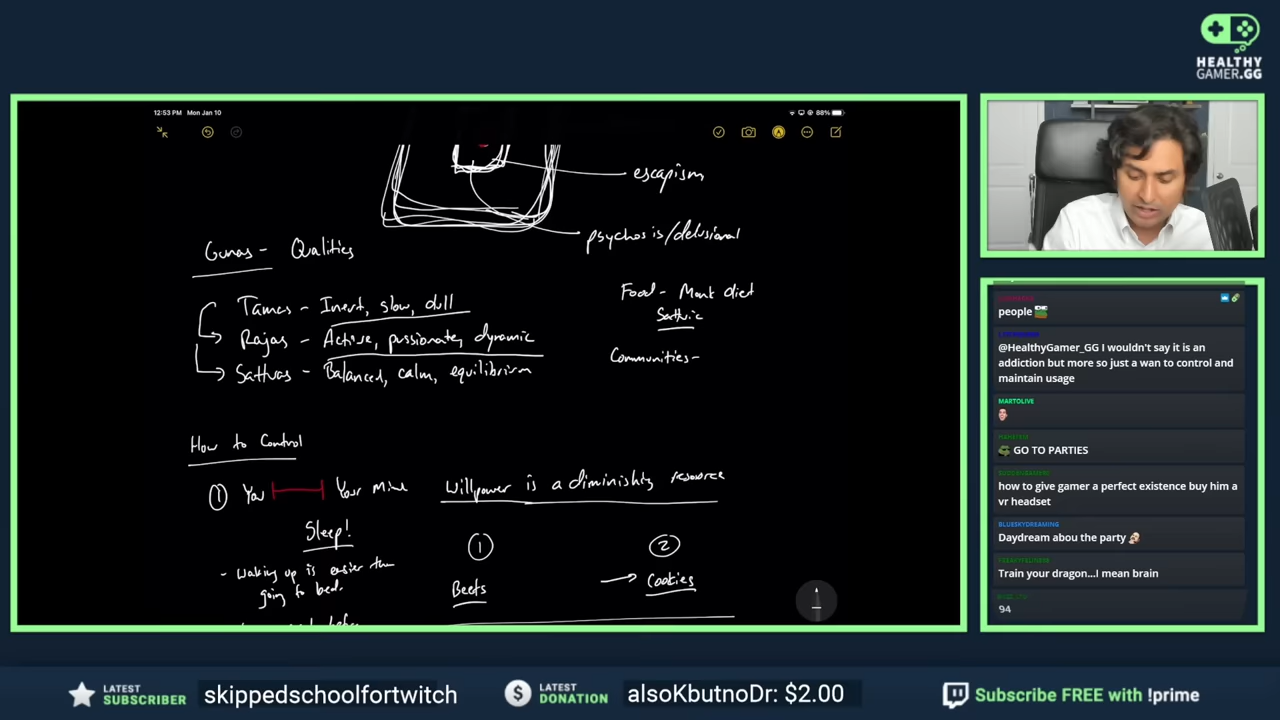 12:53 PM Mon Jan 10
88%
escapism
psychosis/delusional
Gunas - Qualities
Tamas - Inert, slow, dull
Rajas - Active, passionate, dynamic
Sattvas - Balanced, calm, equilibrium
Food - Monk diet
Sattvic
Communities -
How to Control
① You Your Mind
Sleep!
- Waking up is easier than
going to bed.
Willpower is a diminishing resource
① ②
Beets Cookies
HEALTHY
GAMER.GG
people
@HealthyGamer_GG I wouldn't say it is an
addiction but more so just a wan to control and
maintain usage
MARTOLIVE
GO TO PARTIES
how to give gamer a perfect existence buy him a
vr headset
BLUESKYDREAMING
Daydream abou the party
Train your dragon...I mean brain
94
LATEST
SUBSCRIBER
skippedschoolfortwitch
LATEST
DONATION
alsoKbutnoDr: $2.00
Subscribe FREE with !prime